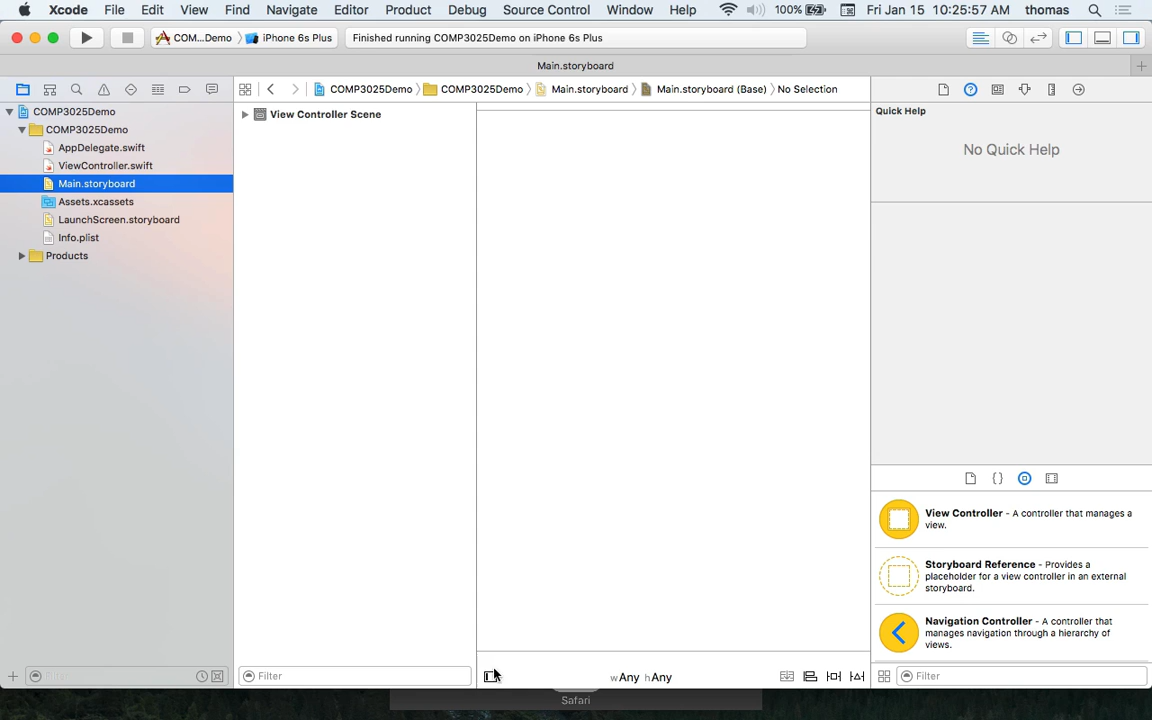 Xcode File Edit View Find Navigate Editor Product Debug Source Control Window Help 100% Fri Jan 15 10:25:57 AM thomas
COM...Demo iPhone 6s Plus Finished running COMP3025Demo on iPhone 6s Plus
Main.storyboard
COMP3025Demo COMP3025Demo Main.storyboard Main.storyboard (Base) No Selection
COMP3025Demo
COMP3025Demo
AppDelegate.swift
ViewController.swift
Main.storyboard
Assets.xcassets
LaunchScreen.storyboard
Info.plist
Products
View Controller Scene
Quick Help
No Quick Help
View Controller - A controller that manages a
view.
Storyboard Reference - Provides a
placeholder for a view controller in an external
storyboard.
Navigation Controller - A controller that
manages navigation through a hierarchy of
views.
Filter
Filter
wAny hAny
Filter
Safari